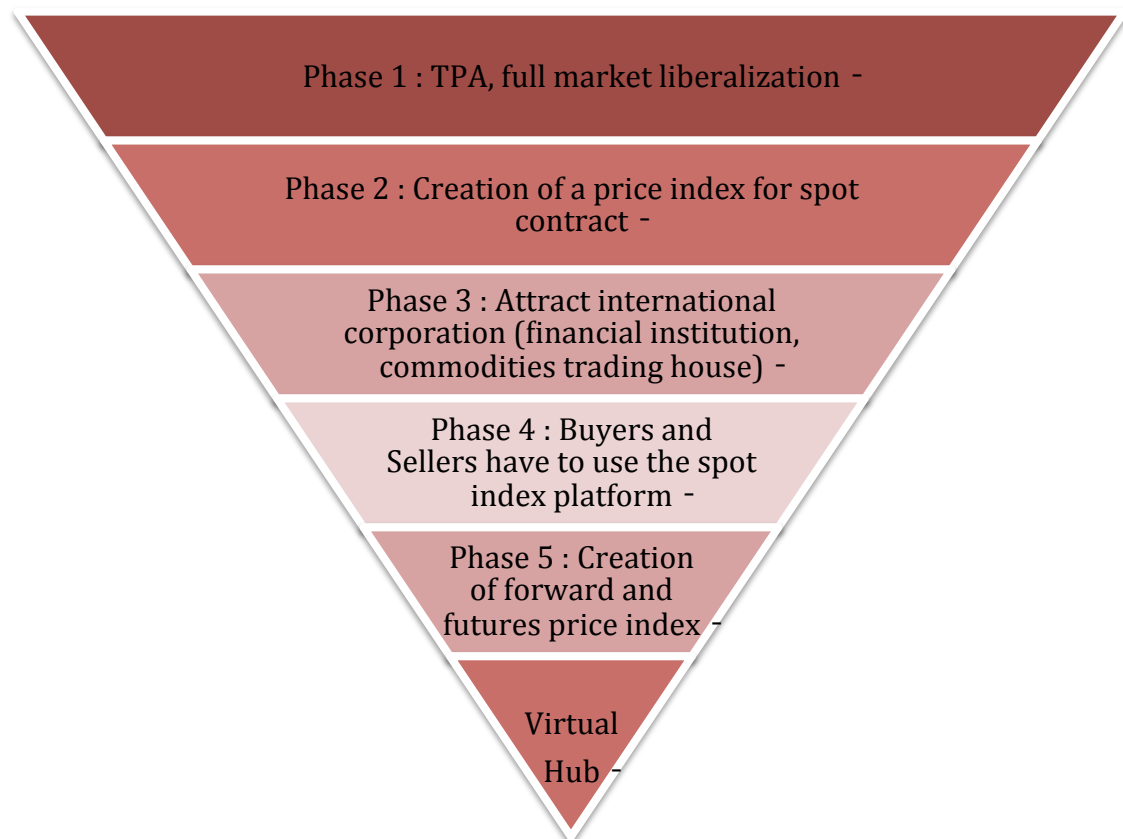 Phase 1 : TPA, full market liberalization -
Phase 2 : Creation of a price index for spot
contract -
Phase 3 : Attract international
corporation (financial institution,
commodities trading house) -
Phase 4 : Buyers and
Sellers have to use the spot
index platform -
Phase 5 : Creation
of forward and
futures price index -
Virtual
Hub -